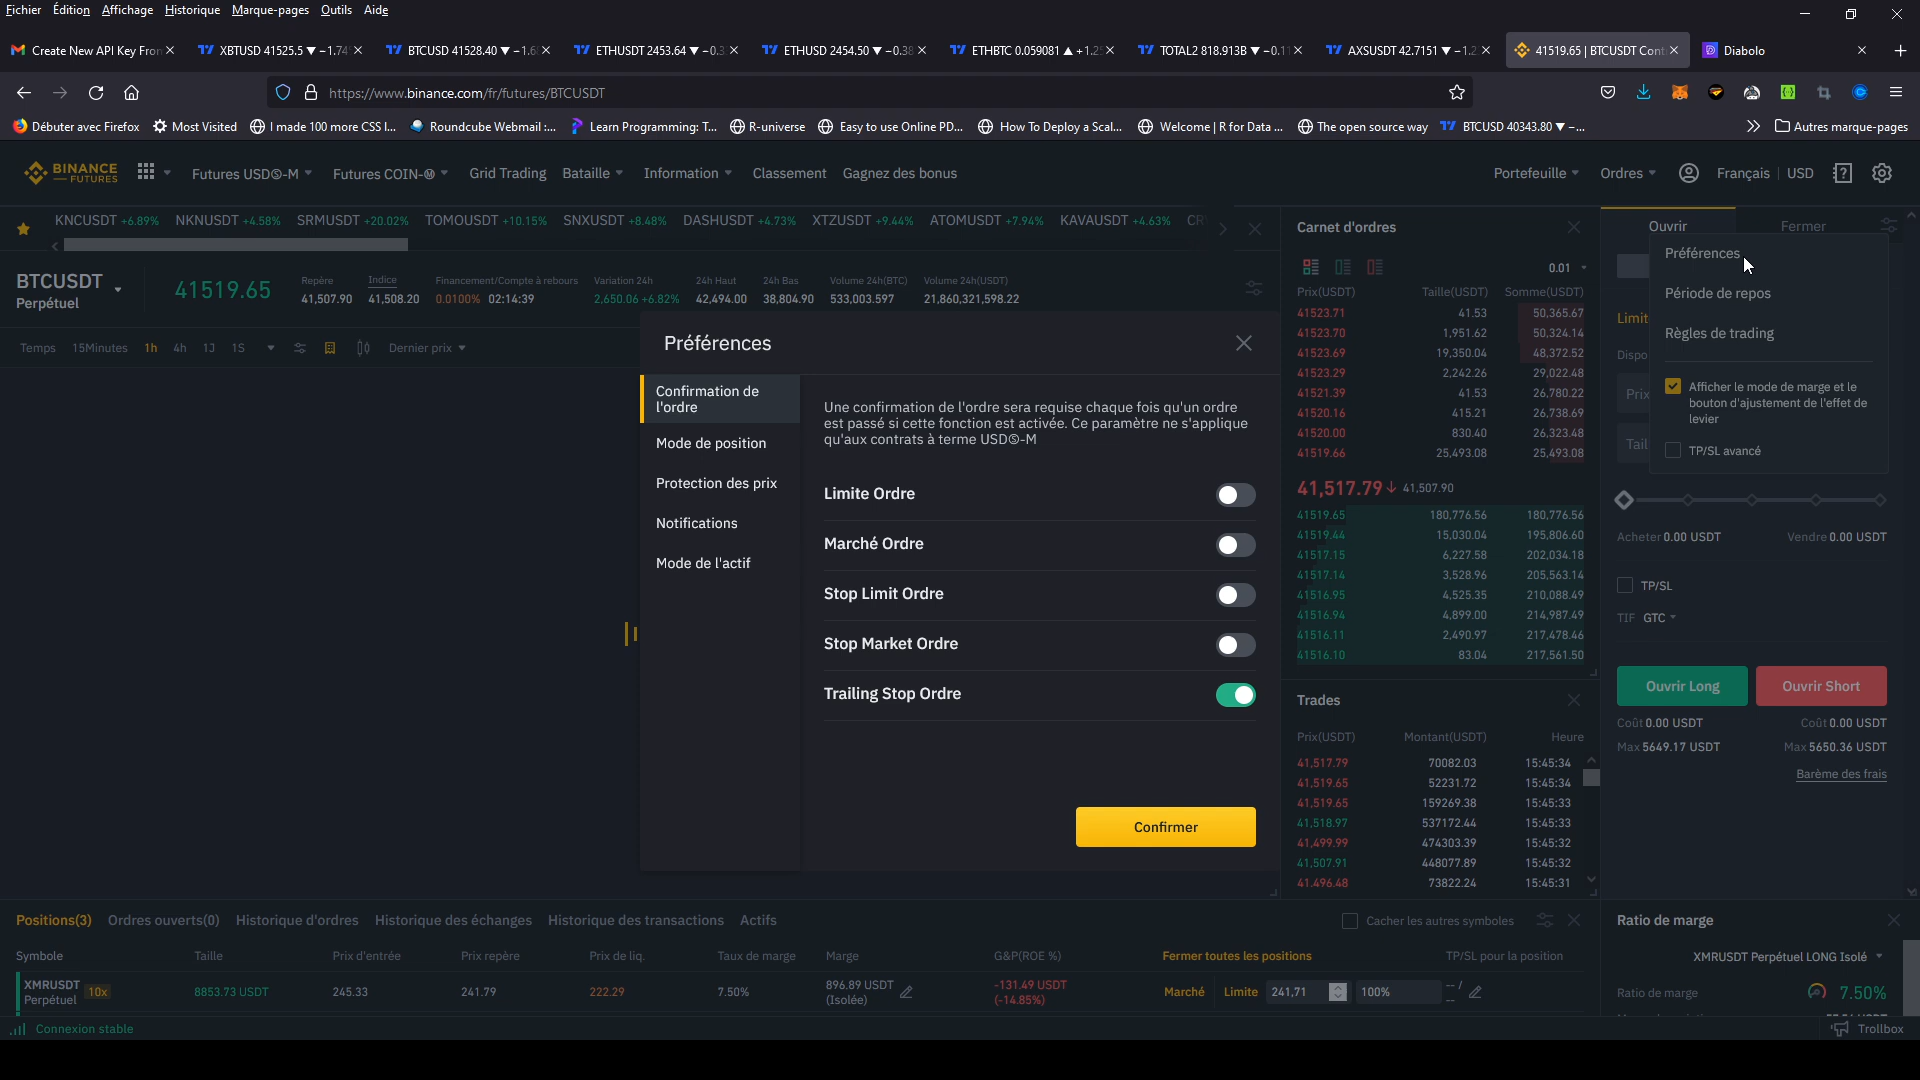 Fichier Édition Affichage Historique Marque-pages Outils Aide
Create New API Key Fron XBTUSD 41525.5 ▼ −1.74 BTCUSD 41528.40 ▼ −1.6 ETHUSDT 2453.64 ▼ −0.3 ETHUSD 2454.50 ▼ −0.38 ETHBTC 0.059081 ▲ +1.25 TOTAL2 818.913B ▼ −0.11 AXSUSDT 42.7151 ▼ −1.2 41519.65 | BTCUSDT Cont Diabolo
https://www.binance.com/fr/futures/BTCUSDT
Débuter avec Firefox Most Visited I made 100 more CSS l... Roundcube Webmail :... Learn Programming: T... R-universe Easy to use Online PD... How To Deploy a Scal... Welcome | R for Data ... The open source way BTCUSD 40343.80 ▼ −... Autres marque-pages
BINANCE
FUTURES
Futures USDⓈ-M Futures COIN-Ⓜ Grid Trading Bataille Information Classement Gagnez des bonus Portefeuille Ordres Français USD
KNCUSDT +6.89% NKNUSDT +4.58% SRMUSDT +20.02% TOMOUSDT +10.15% SNXUSDT +8.48% DASHUSDT +4.73% XTZUSDT +9.44% ATOMUSDT +7.94% KAVAUSDT +4.63%
BTCUSDT
Perpétuel
41519.65
Repère Indice Financement/Compte à rebours Variation 24h 24h Haut 24h Bas Volume 24h(BTC) Volume 24h(USDT)
41,507.90 41,508.20 0.0100% 02:14:39 2,650.06 +6.82% 42,494.00 38,804.90 533,003.597 21,860,321,598.22
Temps 15Minutes 1h 4h 1J 1S Dernier prix
Préférences
Confirmation de
l'ordre
Mode de position
Protection des prix
Notifications
Mode de l'actif
Une confirmation de l'ordre sera requise chaque fois qu'un ordre
est passé si cette fonction est activée. Ce paramètre ne s'applique
qu'aux contrats à terme USDⓈ-M
Limite Ordre
Marché Ordre
Stop Limit Ordre
Stop Market Ordre
Trailing Stop Ordre
Confirmer
Carnet d'ordres
0.01
Prix(USDT) Taille(USDT) Somme(USDT)
41523.71 41.53 50,365.67
41523.70 1,951.62 50,324.14
41523.69 19,350.04 48,372.52
41523.29 2,242.26 29,022.48
41521.39 41.53 26,780.22
41520.16 415.21 26,738.69
41520.00 830.40 26,323.48
41519.66 25,493.08 25,493.08
41,517.79↓ 41,507.90
41519.65 180,776.56 180,776.56
41519.44 15,030.04 195,806.60
41517.15 6,227.58 202,034.18
41517.14 3,528.96 205,563.14
41516.95 4,525.35 210,088.49
41516.94 4,899.00 214,987.49
41516.11 2,490.97 217,478.46
41516.10 83.04 217,561.50
Trades
Prix(USDT) Montant(USDT) Heure
41,517.79 70082.03 15:45:34
41,519.65 52231.72 15:45:34
41,519.65 159269.38 15:45:33
41,518.97 537172.44 15:45:33
41,499.99 474303.39 15:45:32
41,507.91 448077.89 15:45:32
41,496.48 73822.24 15:45:31
Ouvrir Fermer
Préférences
Période de repos
Règles de trading
Afficher le mode de marge et le
bouton d'ajustement de l'effet de
levier
TP/SL avancé
Limit
Dispo
Prix
Tail
Acheter 0.00 USDT Vendre 0.00 USDT
TP/SL
TIF GTC
Ouvrir Long Ouvrir Short
Coût 0.00 USDT Coût 0.00 USDT
Max 5649.17 USDT Max 5650.36 USDT
Barème des frais
Positions(3) Ordres ouverts(0) Historique d'ordres Historique des échanges Historique des transactions Actifs Cacher les autres symboles
Symbole Taille Prix d'entrée Prix repère Prix de liq. Taux de marge Marge G&P(ROE %) Fermer toutes les positions TP/SL pour la position
XMRUSDT 10x 8853.73 USDT 245.33 241.79 222.29 7.50% 896.89 USDT -131.49 USDT Marché Limite 241,71 100% -- /
Perpétuel (Isolée) (-14.85%) --
Ratio de marge
XMRUSDT Perpétuel LONG Isolé
Ratio de marge 7.50%
Connexion stable
Trollbox